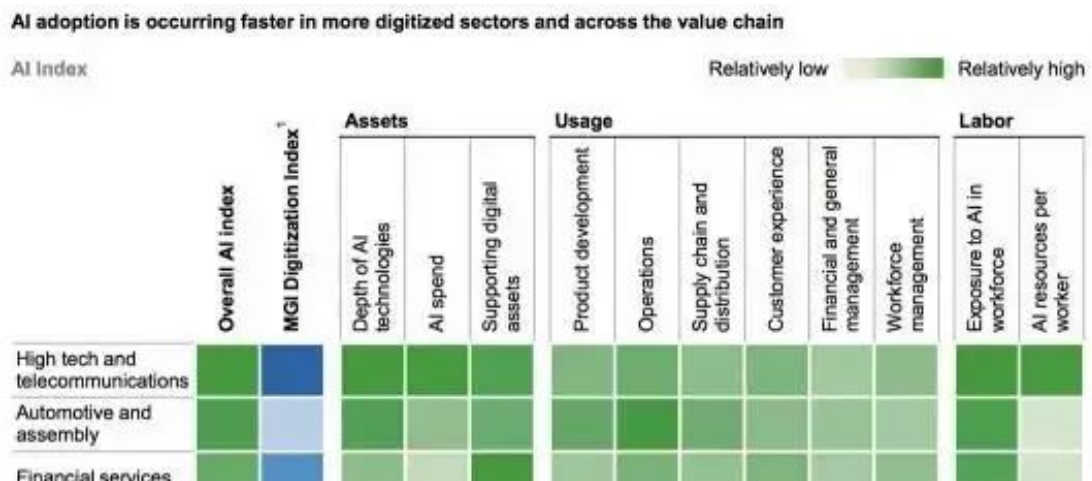 AI adoption is occurring faster in more digitized sectors and across the value chain
AI Index
Relatively low
Relatively high
Assets
Usage
Labor
Overall AI index
MGI Digitization Index¹
Depth of AI
technologies
AI spend
Supporting digital
assets
Product development
Operations
Supply chain and
distribution
Customer experience
Financial and general
management
Workforce
management
Exposure to AI in
workforce
AI resources per
worker
High tech and
telecommunications
Automotive and
assembly
Financial services